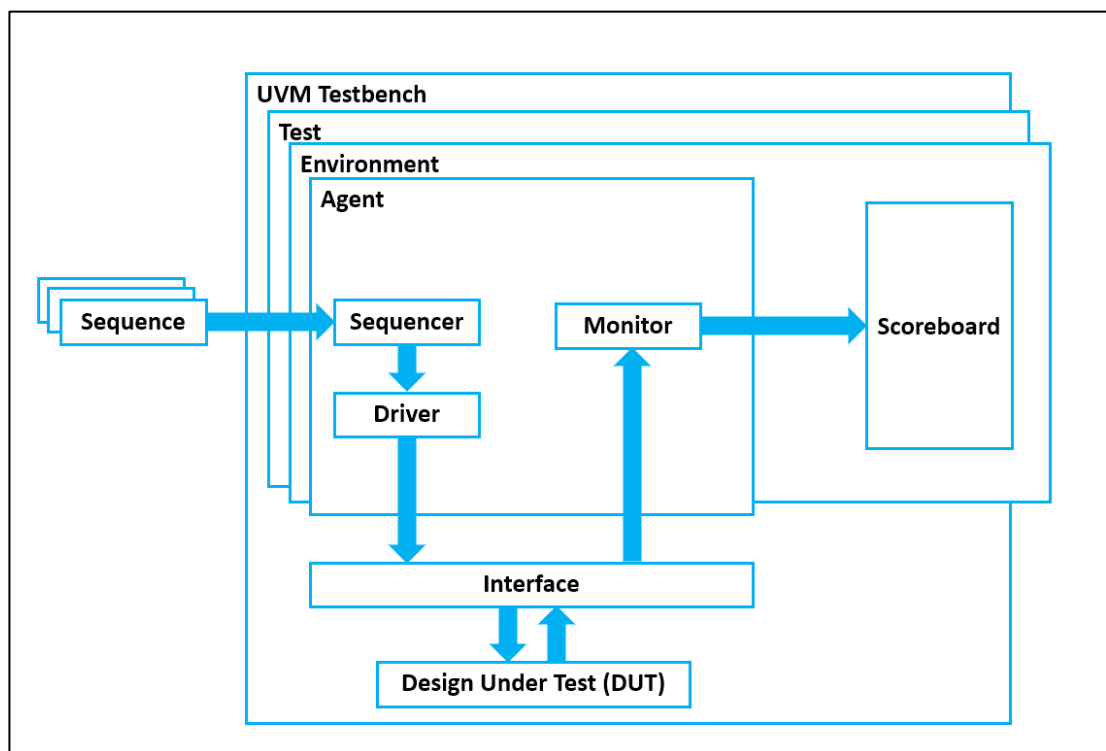 UVM Testbench
Test
Environment
Agent
Sequence
Sequencer
Monitor
Scoreboard
Driver
Interface
Design Under Test (DUT)